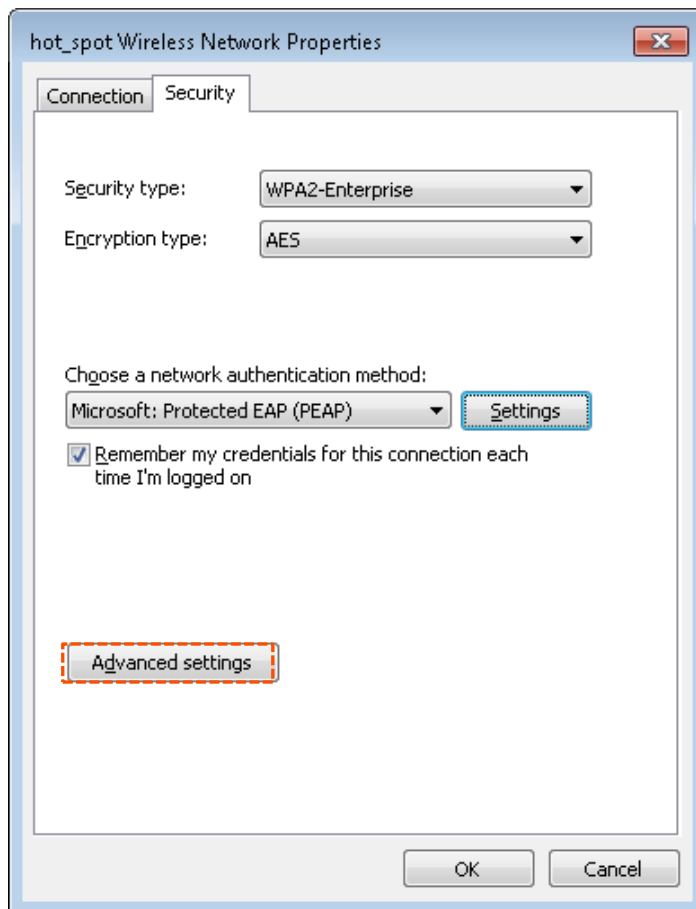 hot_spot Wireless Network Properties
Connection
Security
Security type:
WPA2-Enterprise
Encryption type:
AES
Choose a network authentication method:
Microsoft: Protected EAP (PEAP)
Settings
Remember my credentials for this connection each
time I'm logged on
Advanced settings
OK
Cancel